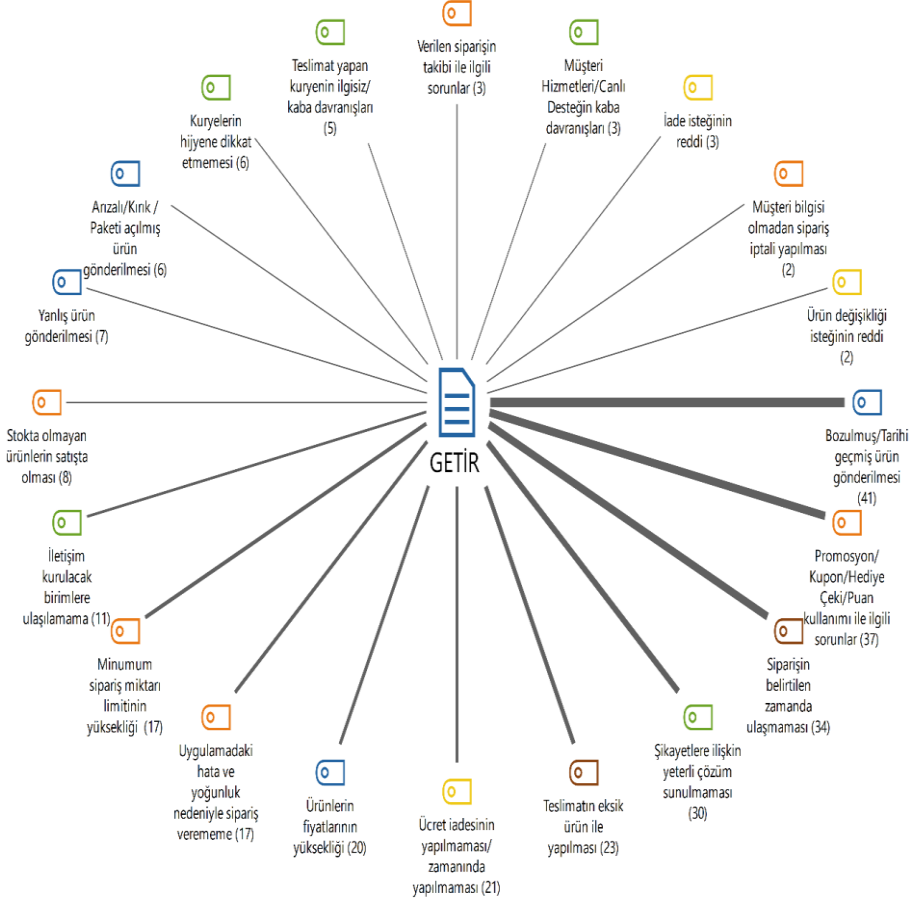 Verilen siparişin
takibi ile ilgili
sorunlar (3)
Müşteri
Hizmetleri/Canlı
Desteğin kaba
davranışları (3)
İade isteğinin
reddi (3)
Müşteri bilgisi
olmadan sipariş
iptali yapılması
(2)
Ürün değişikliği
isteğinin reddi
(2)
Bozulmuş/Tarihi
geçmiş ürün
gönderilmesi
(41)
Promosyon/
Kupon/Hediye
Çeki/Puan
kullanımı ile ilgili
sorunlar (37)
Siparişin
belirtilen
zamanda
ulaşmaması (34)
Şikayetlere ilişkin
yeterli çözüm
sunulmaması
(30)
Teslimatın eksik
ürün ile
yapılması (23)
Ücret iadesinin
yapılmaması/
zamanında
yapılmaması (21)
Ürünlerin
fiyatlarının
yüksekliği (20)
Uygulamadaki
hata ve
yoğunluk
nedeniyle sipariş
verememe (17)
Minumum
sipariş miktarı
limitinin
yüksekliği (17)
İletişim
kurulacak
birimlere
ulaşılamama (11)
Stokta olmayan
ürünlerin satışta
olması (8)
Yanlış ürün
gönderilmesi (7)
Arızalı/Kırık /
Paketi açılmış
ürün
gönderilmesi (6)
Kuryelerin
hijyene dikkat
etmemesi (6)
Teslimat yapan
kuryenin ilgisiz/
kaba davranışları
(5)
GETİR